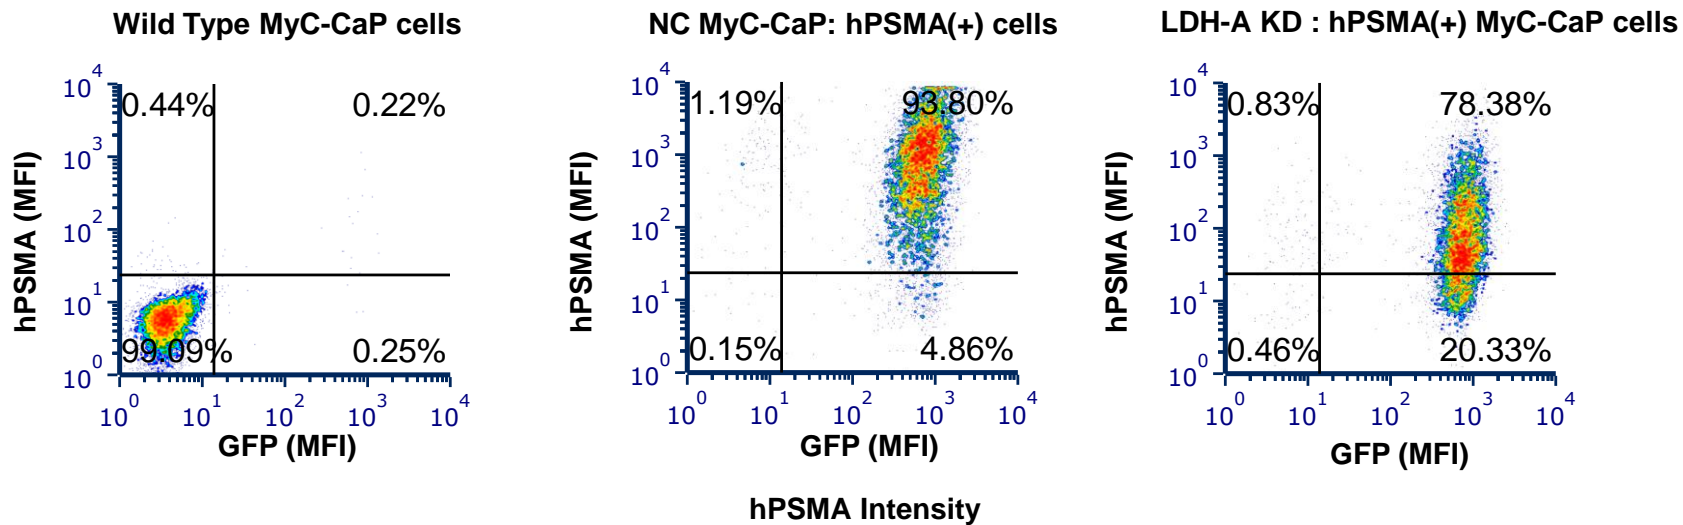 Wild Type MyC-CaP cells
NC MyC-CaP: hPSMA(+) cells
LDH-A KD : hPSMA(+) MyC-CaP cells
hPSMA (MFI)
10^4
10^3
10^2
10^1
10^0
0.44%
0.22%
99.09%
0.25%
10^0 10^1 10^2 10^3 10^4
GFP (MFI)
hPSMA (MFI)
10^4
10^3
10^2
10^1
10^0
1.19%
93.80%
0.15%
4.86%
10^0 10^1 10^2 10^3 10^4
GFP (MFI)
hPSMA (MFI)
10^4
10^3
10^2
10^1
10^0
0.83%
78.38%
0.46%
20.33%
10^0 10^1 10^2 10^3 10^4
GFP (MFI)
hPSMA Intensity